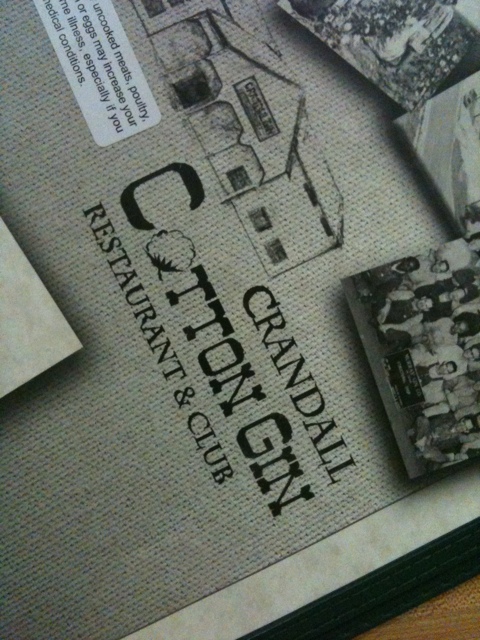 uncooked meats, poultry,
or eggs may increase your
illness, especially if you
medical conditions.
CRANDALL
COTTON GIN
RESTAURANT & CLUB